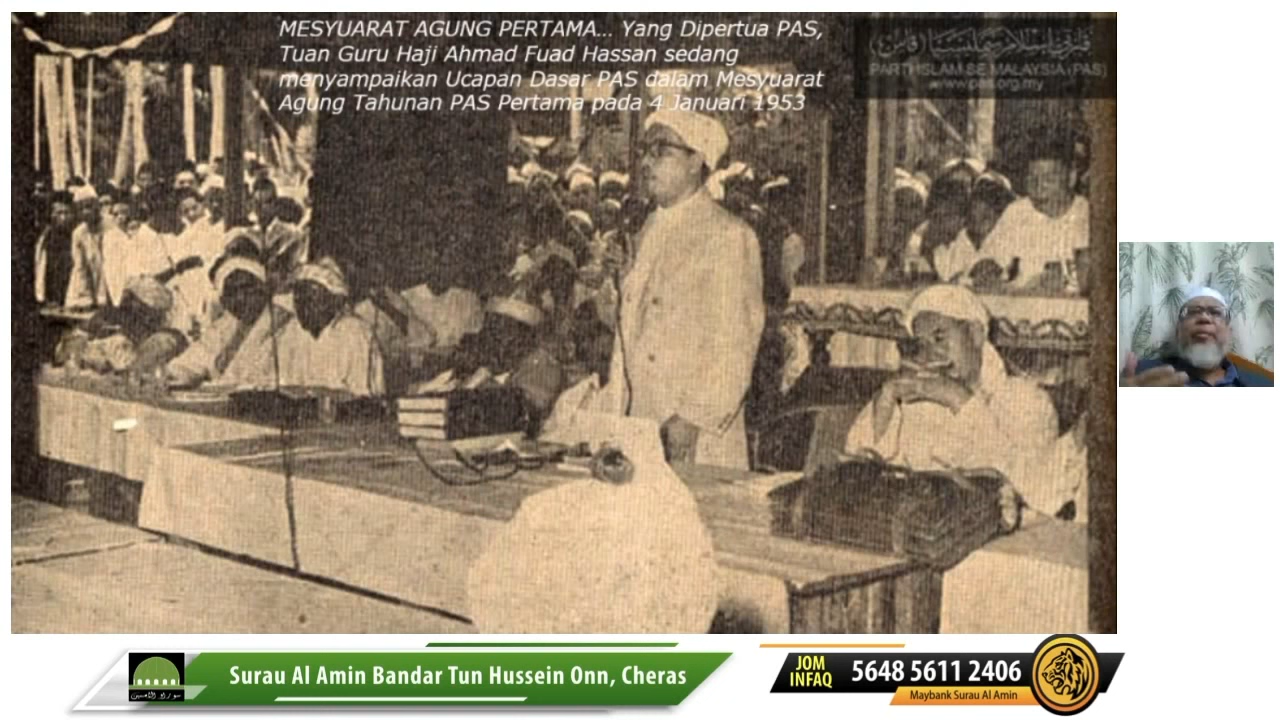 MESYUARAT AGUNG PERTAMA... Yang Dipertua PAS,
Tuan Guru Haji Ahmad Fuad Hassan sedang
menyampaikan Ucapan Dasar PAS dalam Mesyuarat
Agung Tahunan PAS Pertama pada 4 Januari 1953
PARTI ISLAM SE MALAYSIA (PAS)
www.pas.org.my
Surau Al Amin Bandar Tun Hussein Onn, Cheras
JOM
INFAQ
5648 5611 2406
Maybank Surau Al Amin